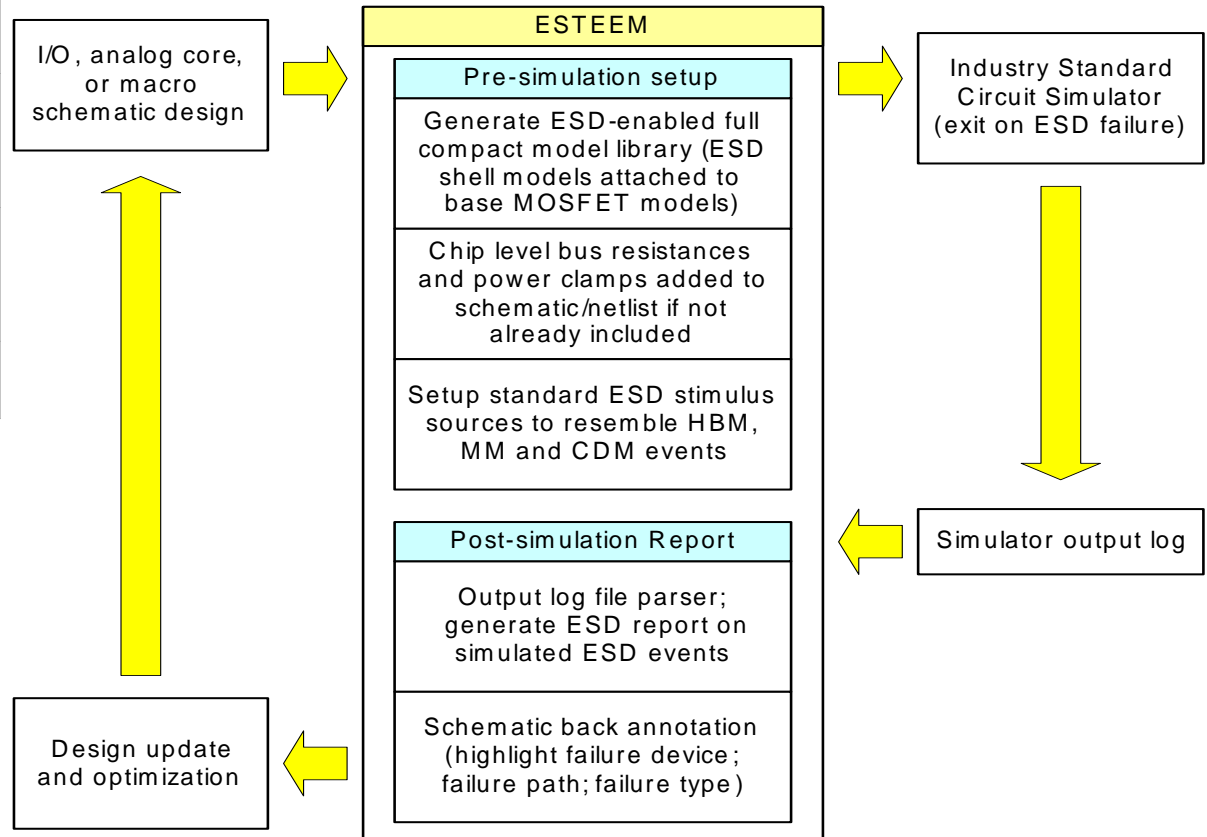 I/O, analog core,
or macro
schematic design
ESTEEM
Pre-simulation setup
Generate ESD-enabled full
compact model library (ESD
shell models attached to
base MOSFET models)
Chip level bus resistances
and power clamps added to
schematic/netlist if not
already included
Setup standard ESD stimulus
sources to resemble HBM,
MM and CDM events
Industry Standard
Circuit Simulator
(exit on ESD failure)
Simulator output log
Post-simulation Report
Output log file parser;
generate ESD report on
simulated ESD events
Schematic back annotation
(highlight failure device;
failure path; failure type)
Design update
and optimization